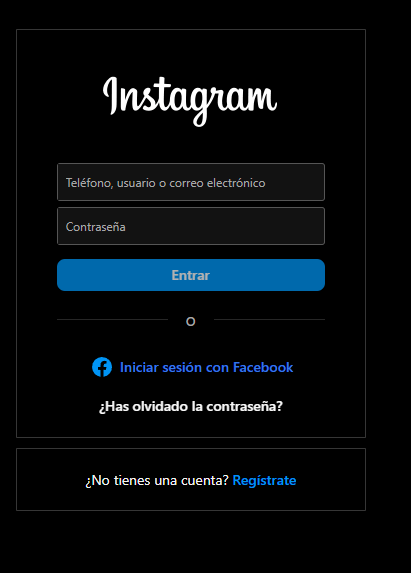 Instagram
Teléfono, usuario o correo electrónico
Contraseña
Entrar
O
Iniciar sesión con Facebook
¿Has olvidado la contraseña?
¿No tienes una cuenta? Regístrate